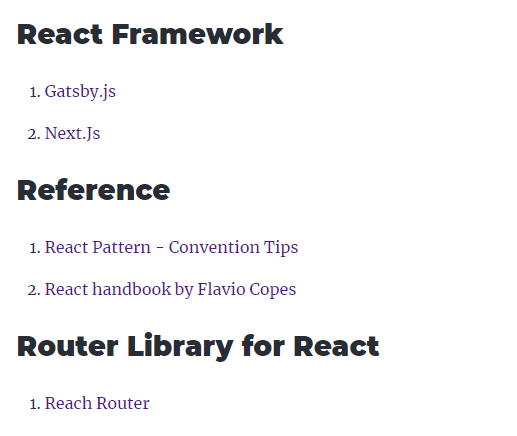 React Framework
1. Gatsby.js
2. Next.Js
Reference
1. React Pattern - Convention Tips
2. React handbook by Flavio Copes
Router Library for React
1. Reach Router